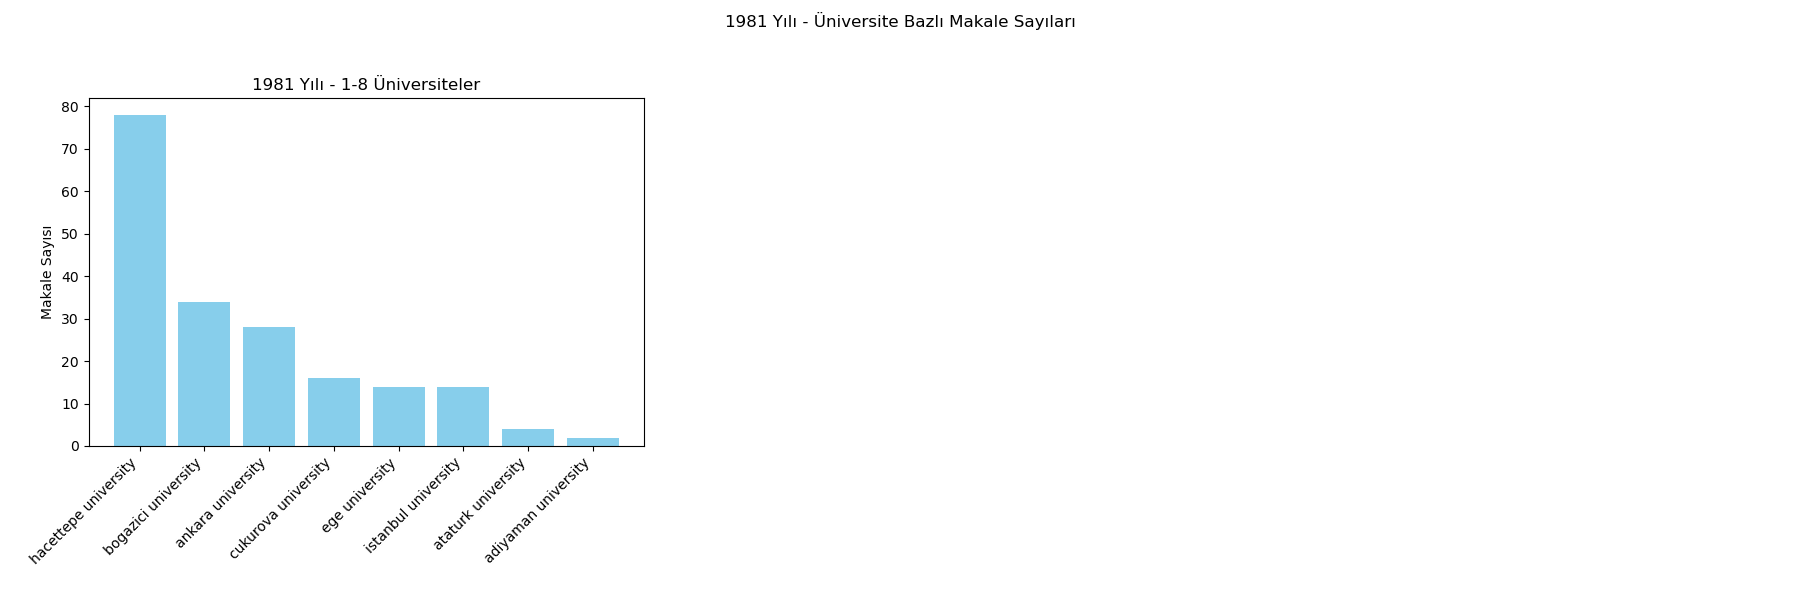 1981 Yılı - Üniversite Bazlı Makale Sayıları
1981 Yılı - 1-8 Üniversiteler
Makale Sayısı
80
70
60
50
40
30
20
10
0
hacettepe university
bogazici university
ankara university
cukurova university
ege university
istanbul university
ataturk university
adiyaman university